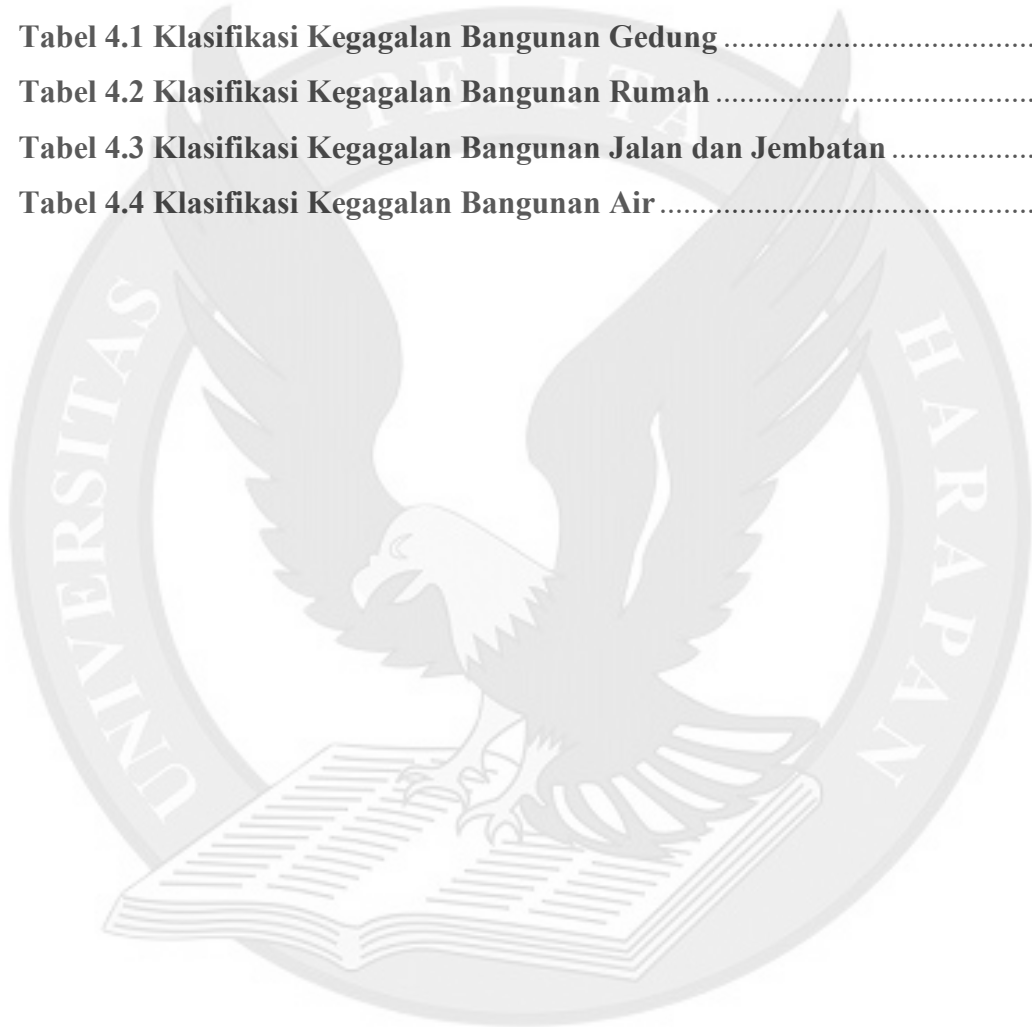 Tabel 4.1 Klasifikasi Kegagalan Bangunan Gedung ....................................
Tabel 4.2 Klasifikasi Kegagalan Bangunan Rumah .....................................
Tabel 4.3 Klasifikasi Kegagalan Bangunan Jalan dan Jembatan ................
Tabel 4.4 Klasifikasi Kegagalan Bangunan Air ...........................................
UNIVERSITAS PELITA HARAPAN